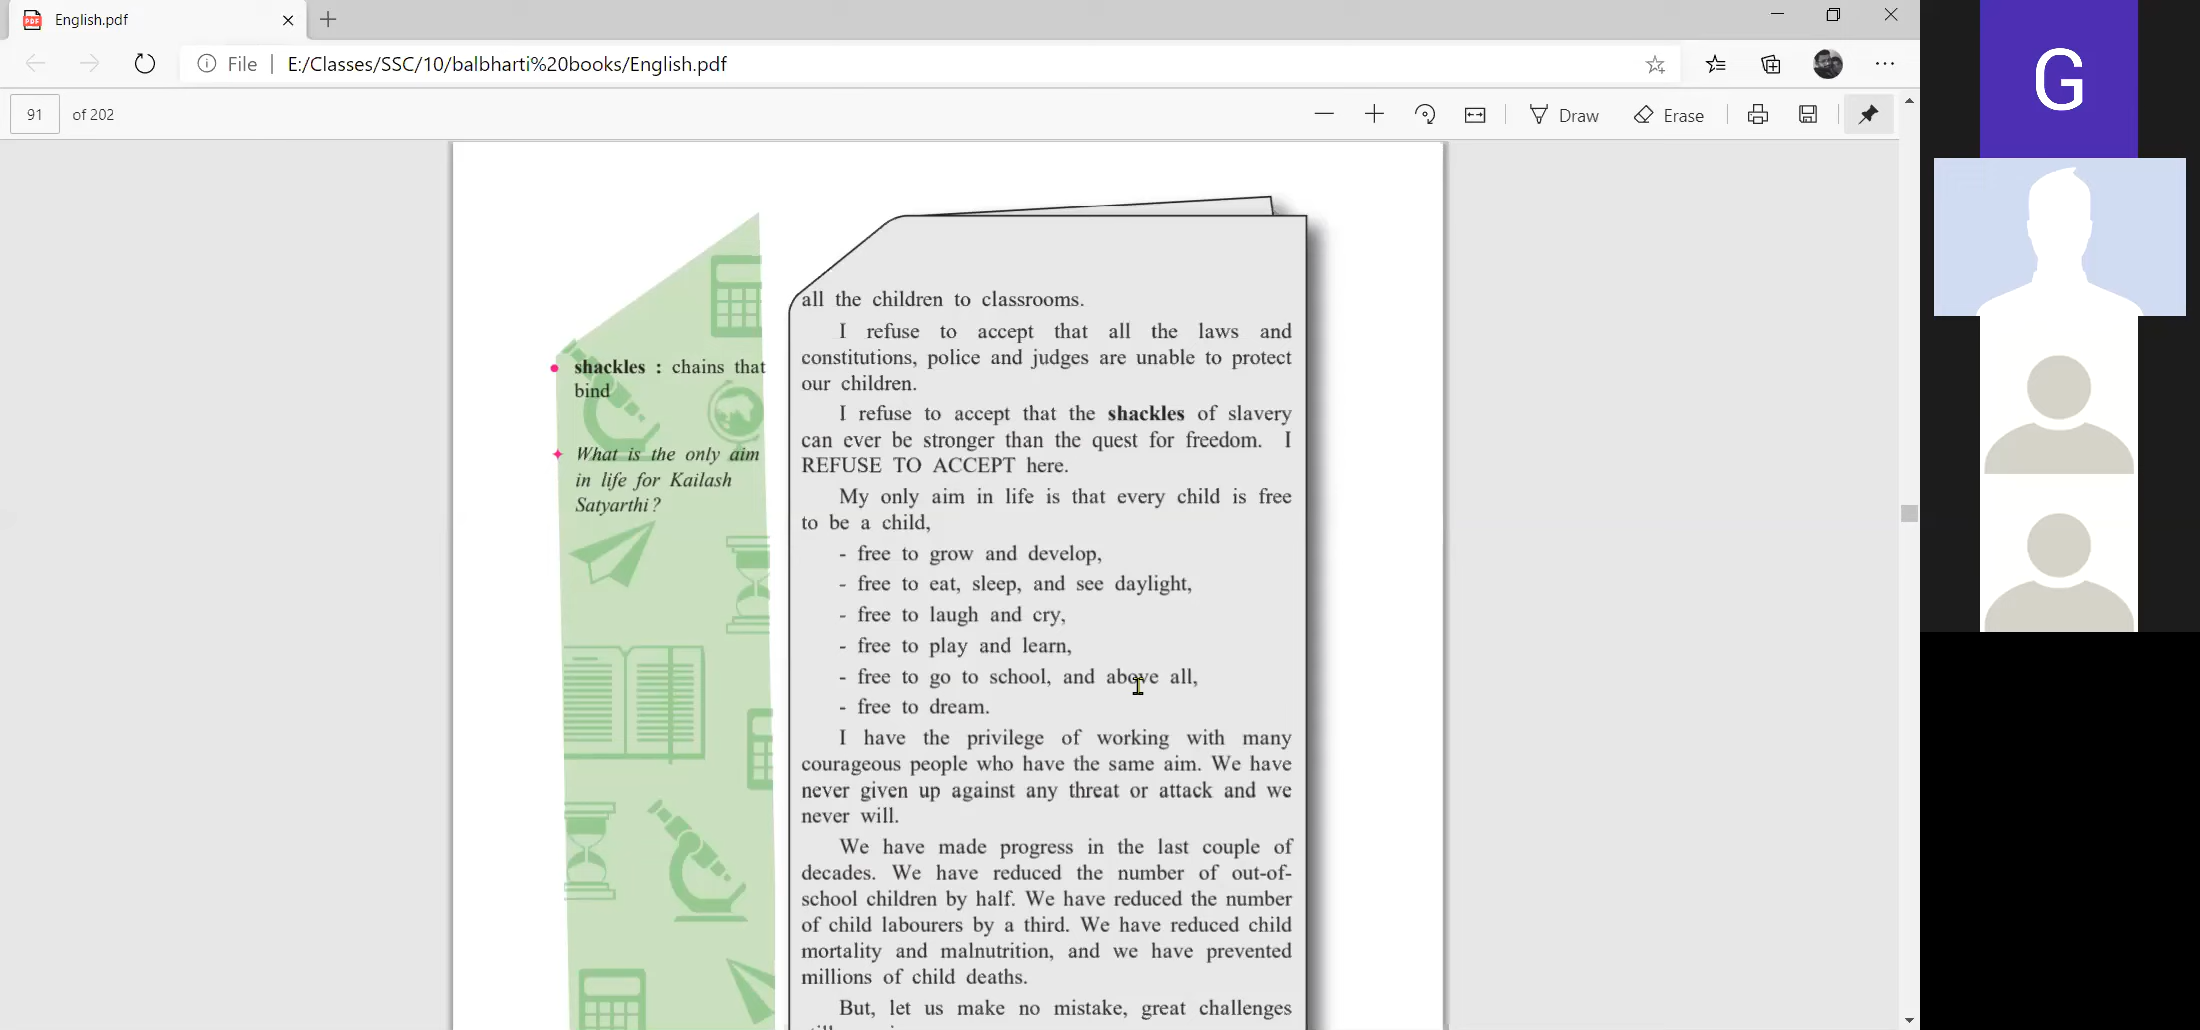 English.pdf
File
E:/Classes/SSC/10/balbharti%20books/English.pdf
91 of 202
Draw
Erase
G
shackles : chains that
bind
What is the only aim
in life for Kailash
Satyarthi?
all the children to classrooms.
I refuse to accept that all the laws and
constitutions, police and judges are unable to protect
our children.
I refuse to accept that the shackles of slavery
can ever be stronger than the quest for freedom. I
REFUSE TO ACCEPT here.
My only aim in life is that every child is free
to be a child,
- free to grow and develop,
- free to eat, sleep, and see daylight,
- free to laugh and cry,
- free to play and learn,
- free to go to school, and above all,
- free to dream.
I have the privilege of working with many
courageous people who have the same aim. We have
never given up against any threat or attack and we
never will.
We have made progress in the last couple of
decades. We have reduced the number of out-of-
school children by half. We have reduced the number
of child labourers by a third. We have reduced child
mortality and malnutrition, and we have prevented
millions of child deaths.
But, let us make no mistake, great challenges